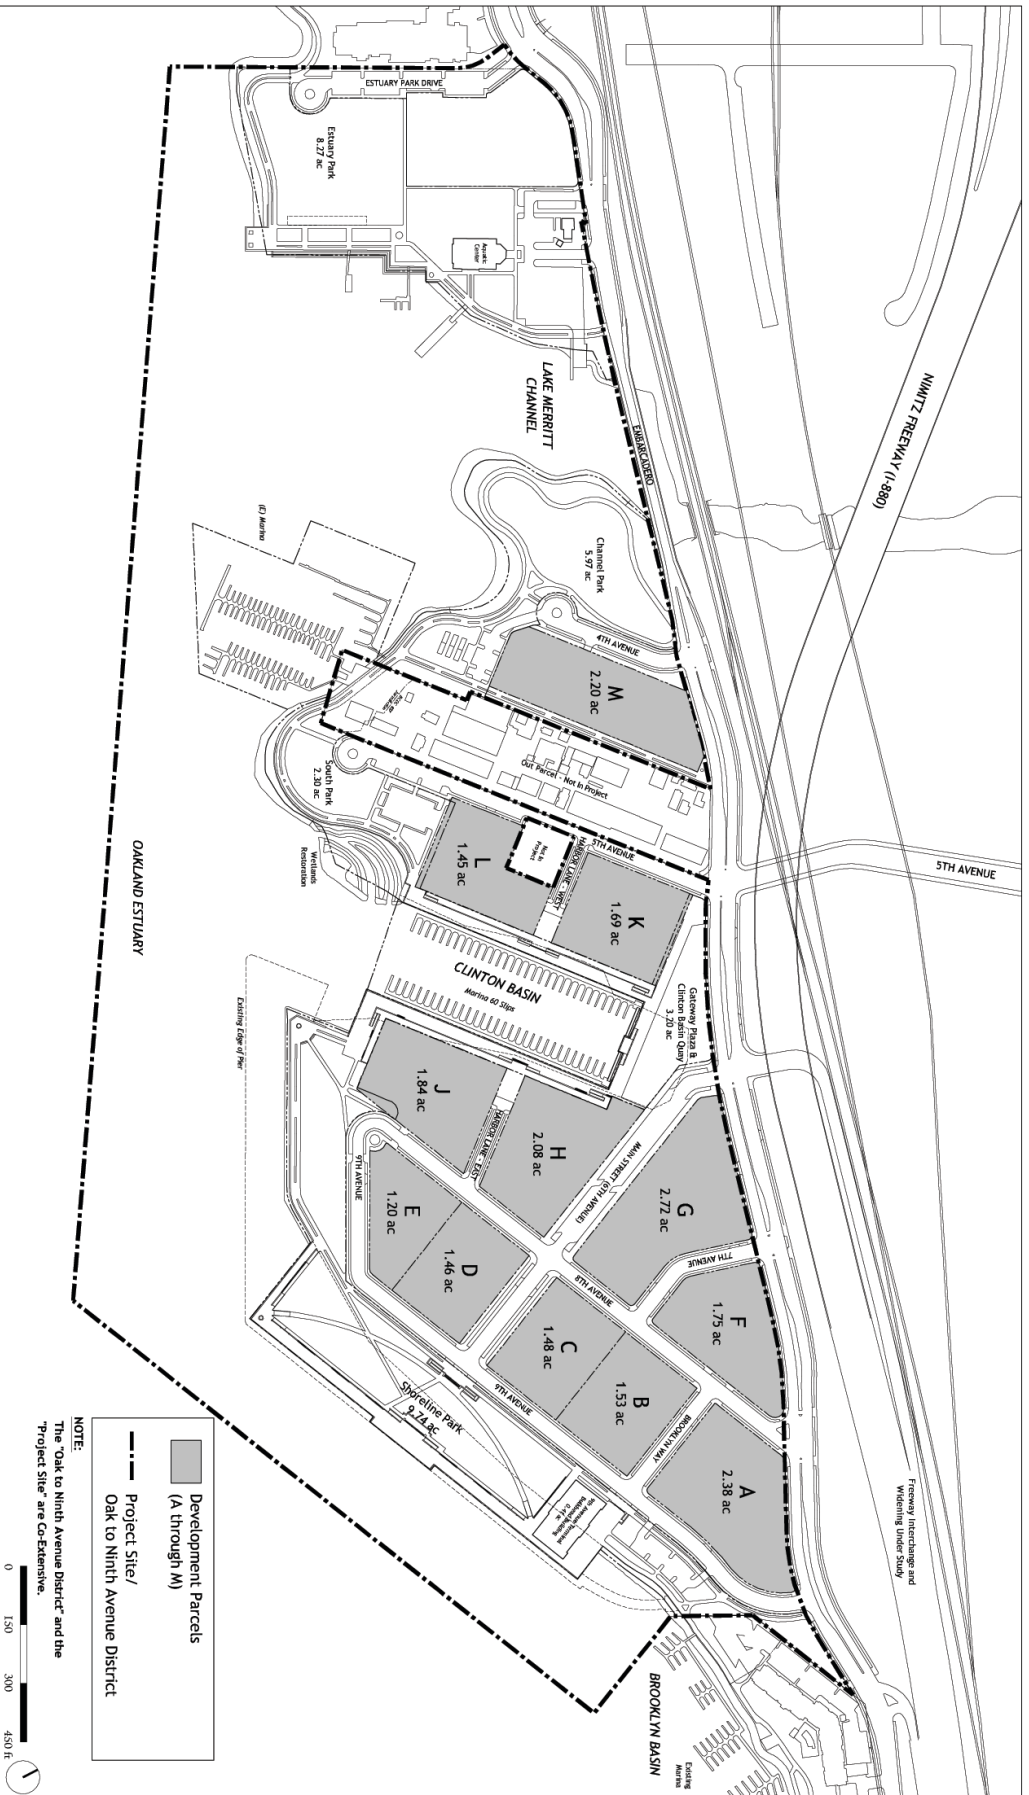 NIMITZ FREEWAY (I-880)
ESTUARY PARK DRIVE
Estuary Park
8.27 ac
Aquatic
Center
LAKE MERRITT
CHANNEL
EMBARCADERO
Channel Park
5.97 ac
(E) Marina
4TH AVENUE
M
2.20 ac
Out Parcel - Not in Project
South Park
2.30 ac
Wetlands
Restoration
5TH AVENUE
5TH AVENUE
L
1.45 ac
Not In
Project
HARBOR LANE - WEST
K
1.69 ac
OAKLAND ESTUARY
CLINTON BASIN
Marina 60 Slips
Gateway Plaza &
Clinton Basin Quay
3.20 ac
Existing Edge of Pier
J
1.84 ac
HARBOR LANE - EAST
H
2.08 ac
MAIN STREET (6TH AVENUE)
G
2.72 ac
7TH AVENUE
9TH AVENUE
E
1.20 ac
D
1.46 ac
8TH AVENUE
F
1.75 ac
C
1.48 ac
B
1.53 ac
9TH AVENUE
BROOKLYN WAY
A
2.38 ac
Shoreline Park
9.74 ac
9th Avenue Terminal
Building
Freeway Interchange and
Widening Under Study
BROOKLYN BASIN
Existing
Marina
Development Parcels
(A through M)
Project Site/
Oak to Ninth Avenue District
NOTE:
The "Oak to Ninth Avenue District" and the
"Project Site" are Co-Extensive.
0 150 300 450 ft